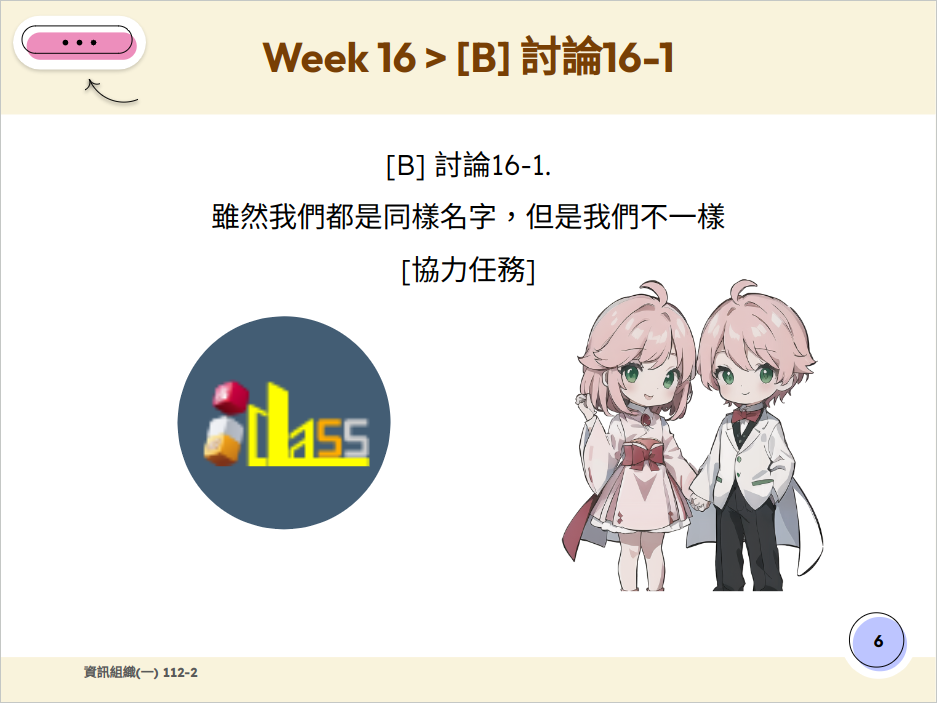 Week 16 > [B] 討論16-1
[B] 討論16-1.
雖然我們都是同樣名字，但是我們不一樣
[協力任務]
iClass
6
資訊組織(一) 112-2